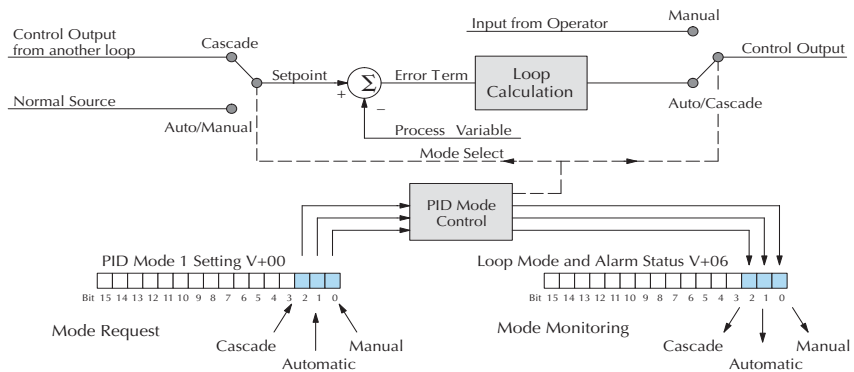 Input from Operator
Manual
Control Output
from another loop
Cascade
Control Output
Setpoint
Σ
Error Term
Loop
Calculation
+
−
Normal Source
Auto/Manual
Auto/Cascade
Process Variable
Mode Select
PID Mode
Control
PID Mode 1 Setting V+00
Loop Mode and Alarm Status V+06
Bit 15 14 13 12 11 10 9 8 7 6 5 4 3 2 1 0
Bit 15 14 13 12 11 10 9 8 7 6 5 4 3 2 1 0
Mode Request
Mode Monitoring
Cascade
Manual
Automatic
Cascade
Manual
Automatic